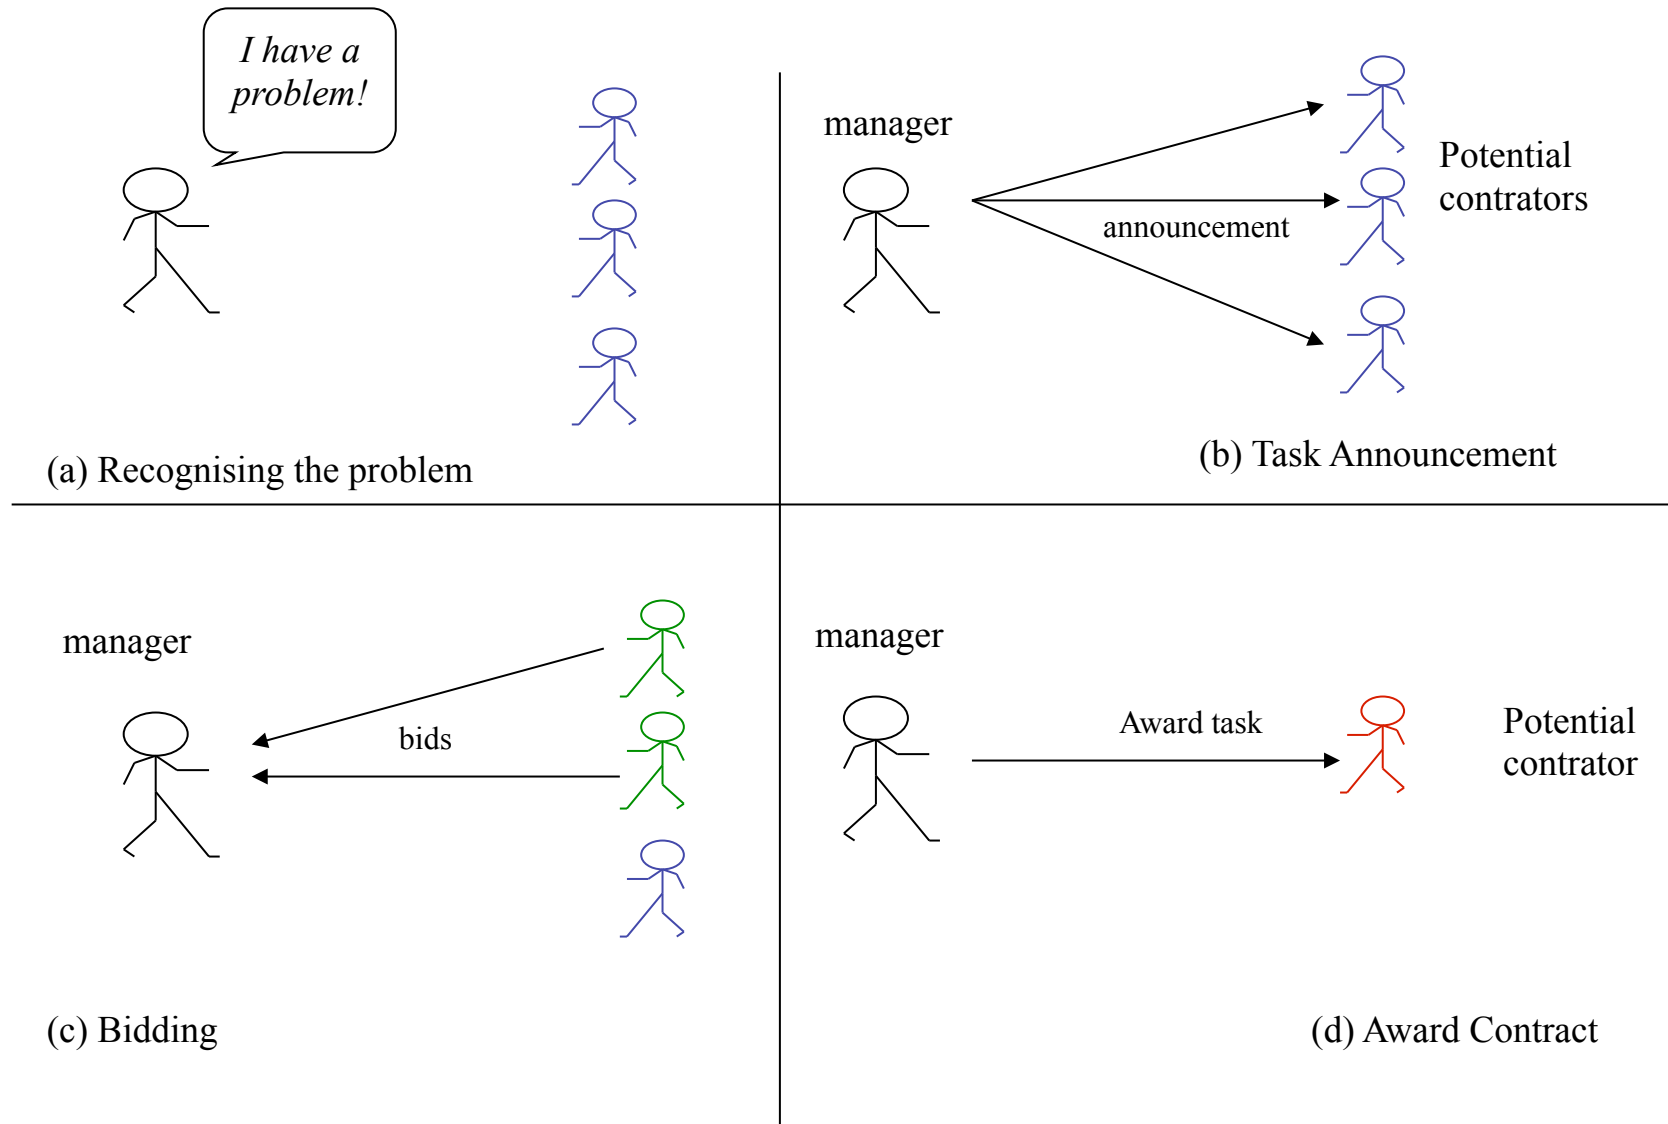 I have a
problem!
(a) Recognising the problem
manager
Potential
contrators
announcement
(b) Task Announcement
manager
bids
(c) Bidding
manager
Award task
Potential
contrator
(d) Award Contract